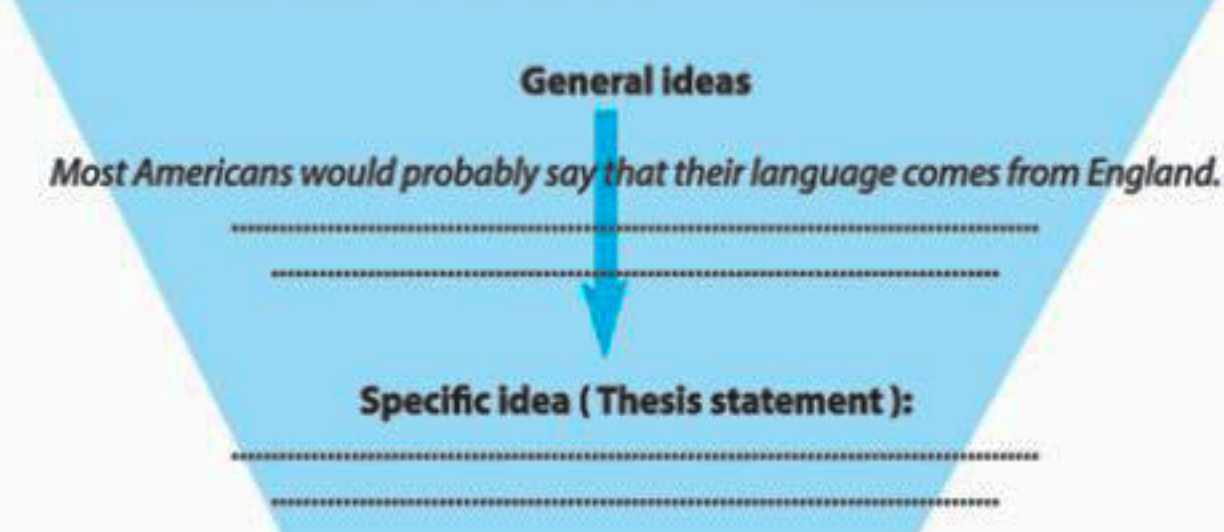 General ideas
Most Americans would probably say that their language comes from England.
Specific idea ( Thesis statement ):